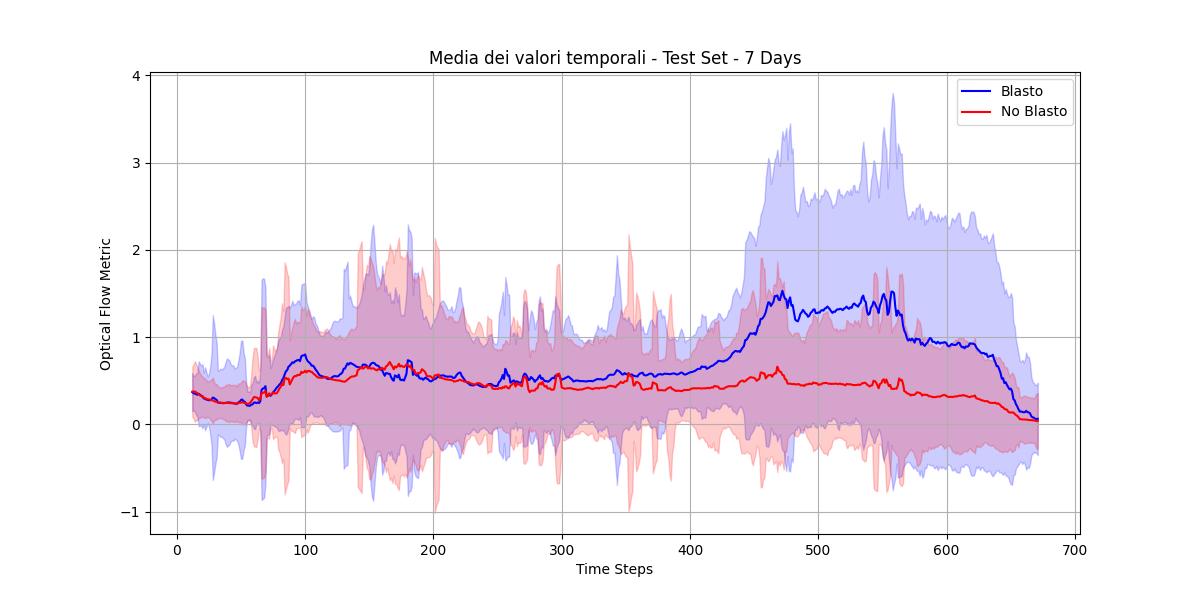 Media dei valori temporali - Test Set - 7 Days
Blasto
No Blasto
Optical Flow Metric
4
3
2
1
0
−1
0 100 200 300 400 500 600 700
Time Steps